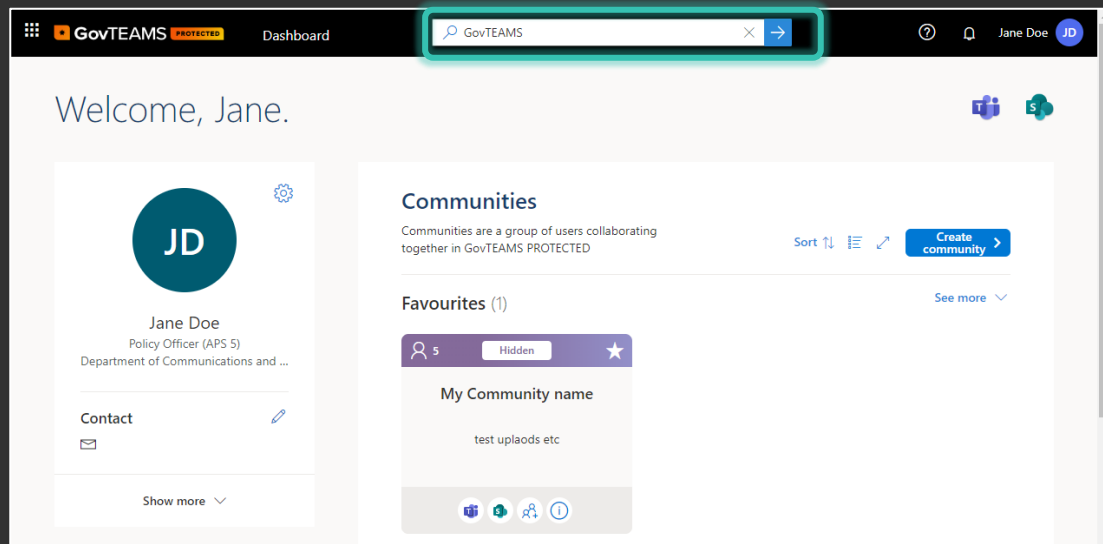 GovTEAMS PROTECTED Dashboard GovTEAMS Jane Doe JD
Welcome, Jane.
JD
Jane Doe
Policy Officer (APS 5)
Department of Communications and ...
Contact
Show more
Communities
Communities are a group of users collaborating
together in GovTEAMS PROTECTED
Sort
Create
community
Favourites (1)
See more
5 Hidden
My Community name
test uplaods etc